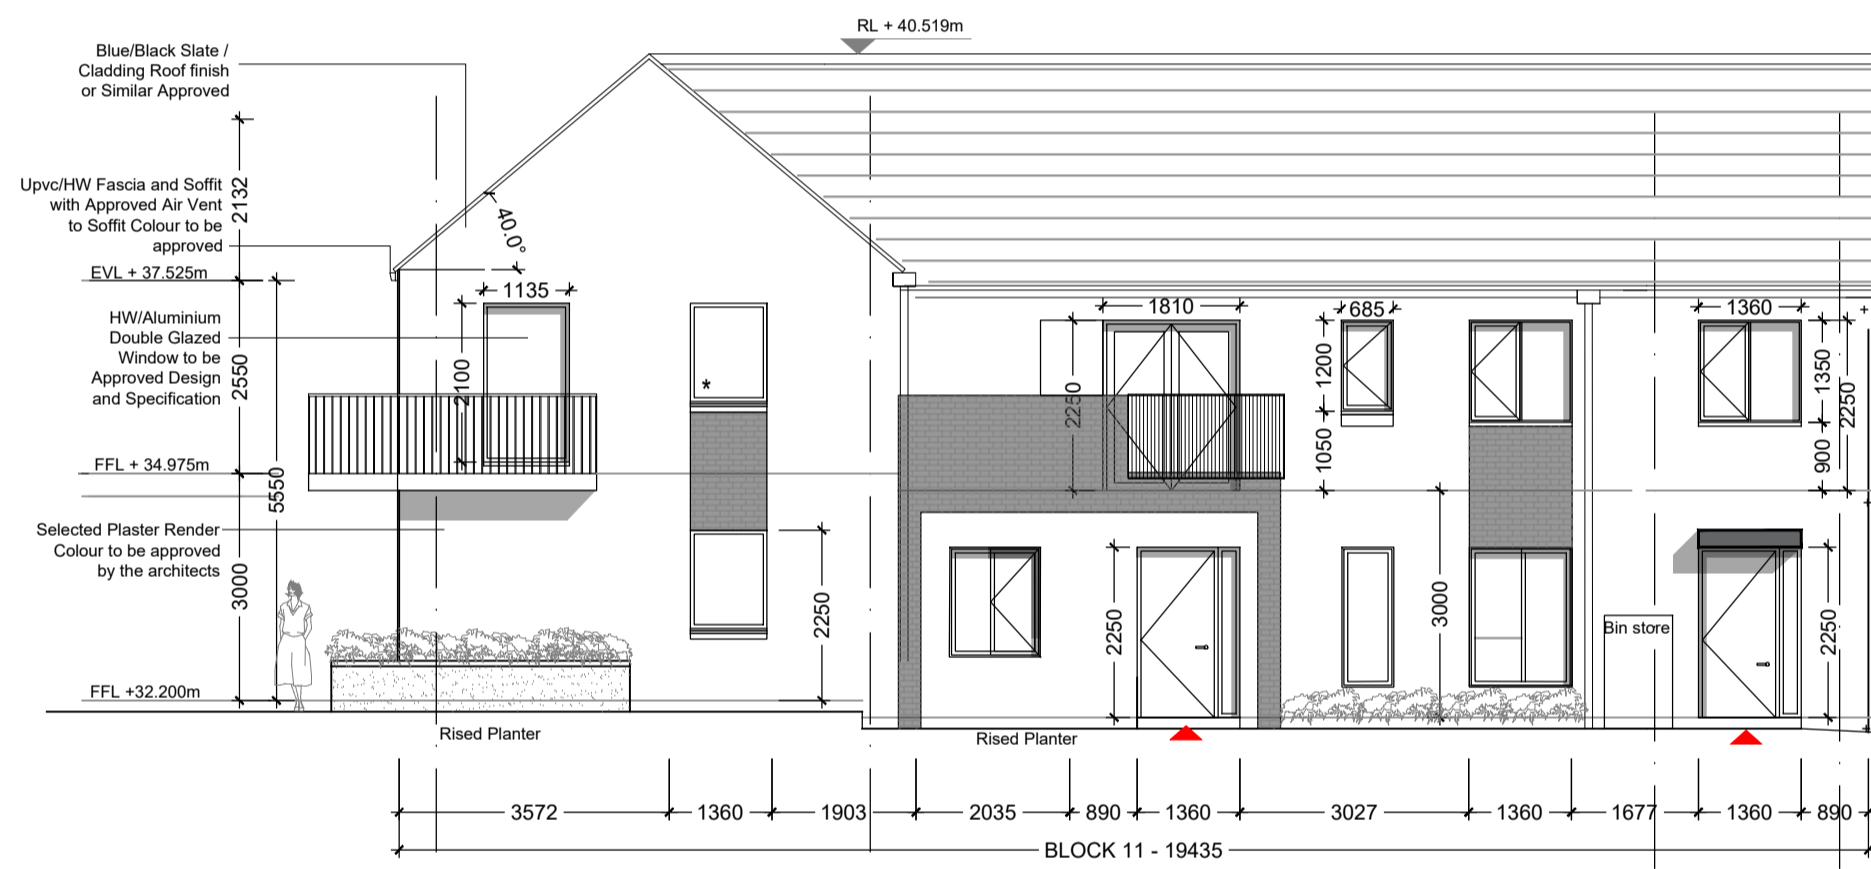 RL + 40.519m
Blue/Black Slate /
Cladding Roof finish
or Similar Approved
2132
Upvc/HW Fascia and Soffit
with Approved Air Vent
to Soffit Colour to be
approved
40.0°
EVL + 37.525m
1135
1810
685
1360
HW/Aluminium
Double Glazed
Window to be
Approved Design
and Specification
2550
2100
*
2250
1200
1350
2250
1050
900
FFL + 34.975m
5550
Selected Plaster Render
Colour to be approved
by the architects
3000
2250
2250
3000
Bin store
2250
FFL +32.200m
Rised Planter
Rised Planter
3572
1360
1903
2035
890
1360
3027
1360
1677
1360
890
BLOCK 11 - 19435